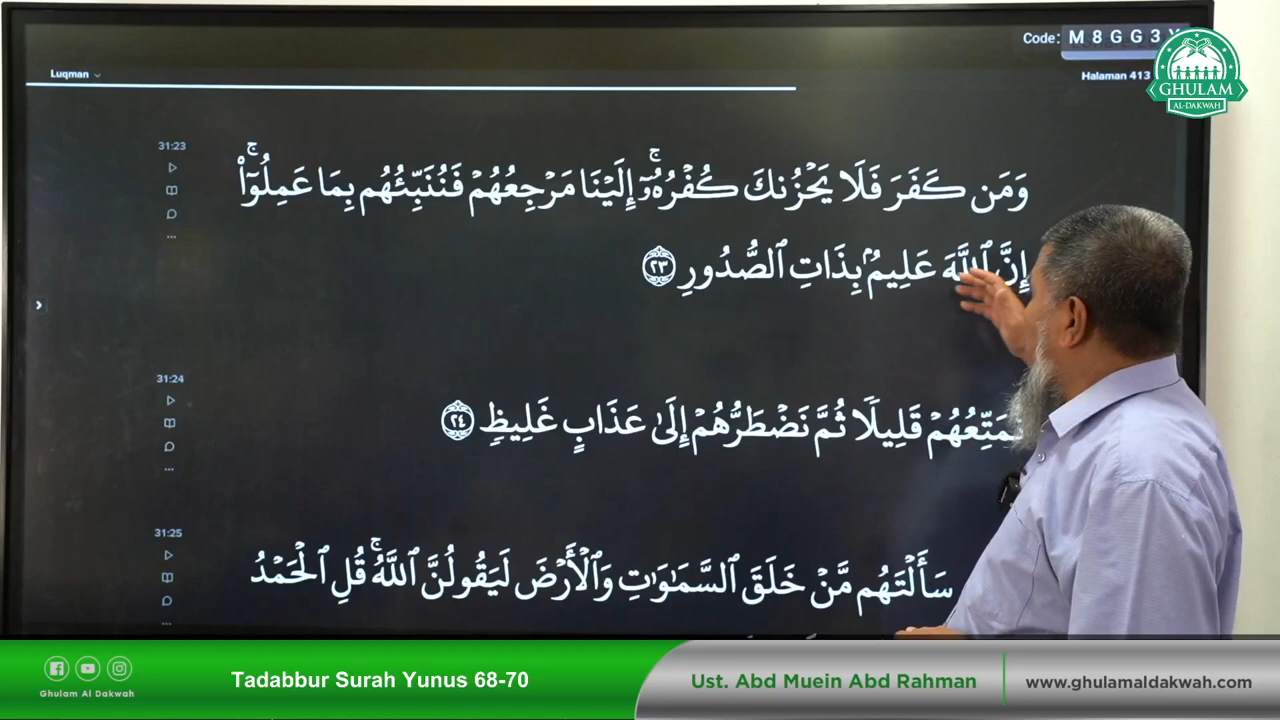 Code: M 8 G G 3
Luqman
Halaman 413
GHULAM
AL-DAKWAH
31:23
وَمَن كَفَرَ فَلَا يَحْزُنكَ كُفْرُهُۥٓ ۚ إِلَيْنَا مَرْجِعُهُمْ فَنُنَبِّئُهُم بِمَا عَمِلُوٓا۟ ۚ
إِنَّ ٱللَّهَ عَلِيمٌۢ بِذَاتِ ٱلصُّدُورِ ٢٣
31:24
قَلِيلًا ثُمَّ نَضْطَرُّهُمْ إِلَىٰ عَذَابٍ غَلِيظٍ ٢٤
31:25
سَأَلْتَهُم مَّنْ خَلَقَ ٱلسَّمَـٰوَٰتِ وَٱلْأَرْضَ لَيَقُولُنَّ ٱللَّهُ ۚ قُلِ ٱلْحَمْدُ
Ghulam Al Dakwah
Tadabbur Surah Yunus 68-70
Ust. Abd Muein Abd Rahman
www.ghulamaldakwah.com